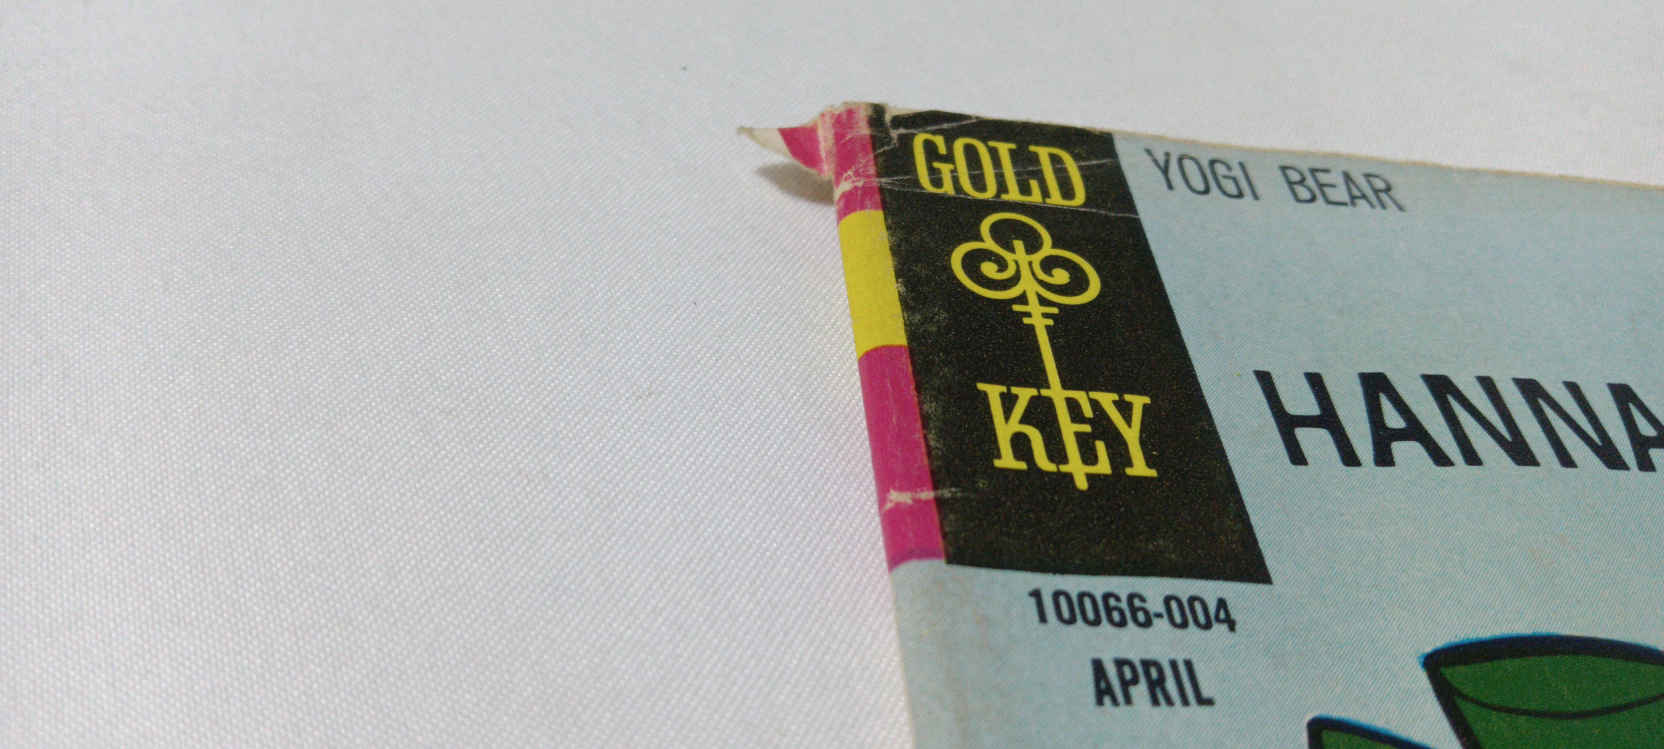 GOLD
KEY
YOGI BEAR
HANNA
10066-004
APRIL